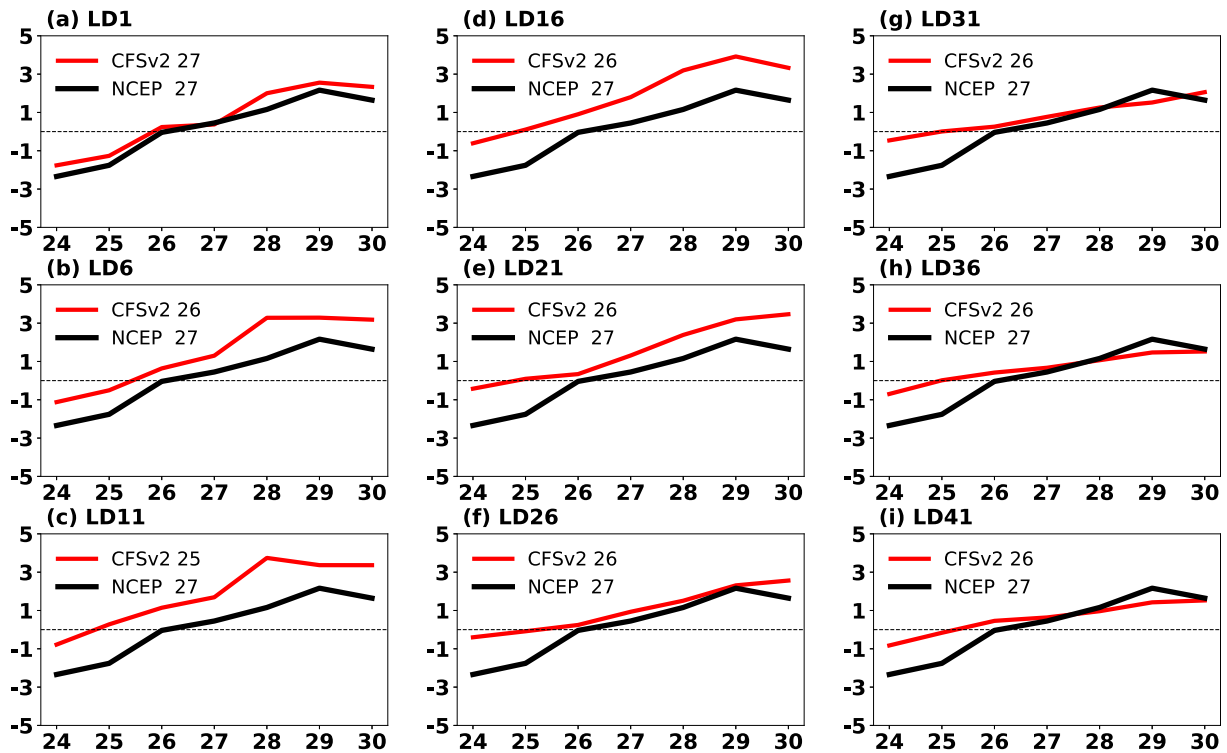 (a) LD1
5
3
1
-1
-3
-5
CFSv2 27
NCEP  27
24 25 26 27 28 29 30
(b) LD6
5
3
1
-1
-3
-5
CFSv2 26
NCEP  27
24 25 26 27 28 29 30
(c) LD11
5
3
1
-1
-3
-5
CFSv2 25
NCEP  27
24 25 26 27 28 29 30
(d) LD16
5
3
1
-1
-3
-5
CFSv2 26
NCEP  27
24 25 26 27 28 29 30
(e) LD21
5
3
1
-1
-3
-5
CFSv2 26
NCEP  27
24 25 26 27 28 29 30
(f) LD26
5
3
1
-1
-3
-5
CFSv2 26
NCEP  27
24 25 26 27 28 29 30
(g) LD31
5
3
1
-1
-3
-5
CFSv2 26
NCEP  27
24 25 26 27 28 29 30
(h) LD36
5
3
1
-1
-3
-5
CFSv2 26
NCEP  27
24 25 26 27 28 29 30
(i) LD41
5
3
1
-1
-3
-5
CFSv2 26
NCEP  27
24 25 26 27 28 29 30